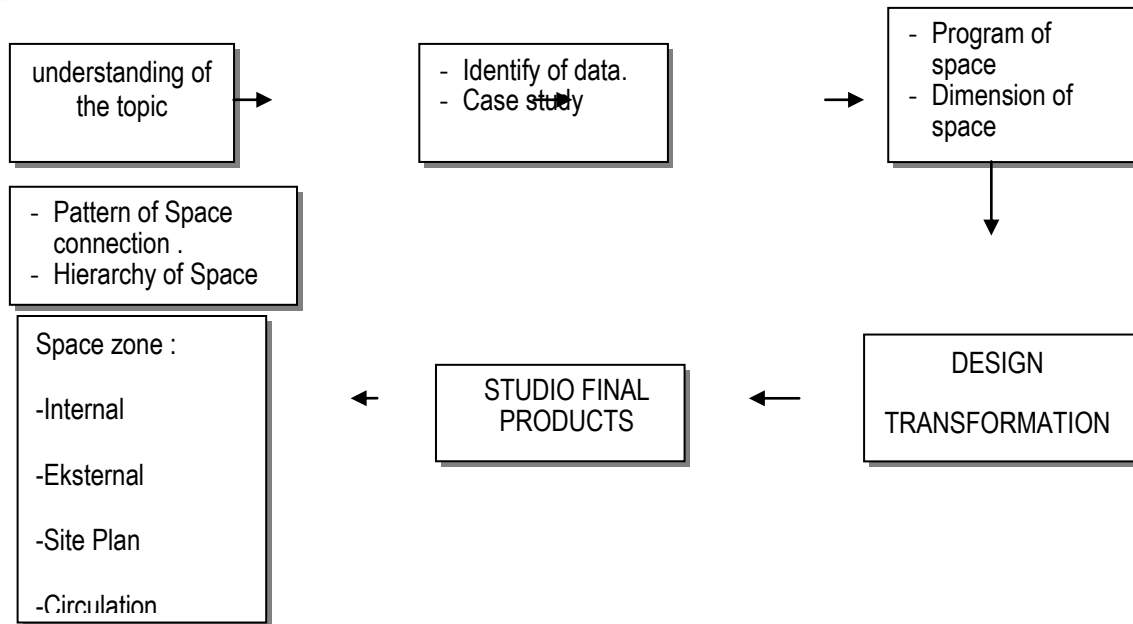 understanding of
the topic
- Identify of data.
- Case study
- Program of
space
- Dimension of
space
- Pattern of Space
connection .
- Hierarchy of Space
Space zone :
-Internal
-Eksternal
-Site Plan
-Circulation
STUDIO FINAL
PRODUCTS
DESIGN
TRANSFORMATION